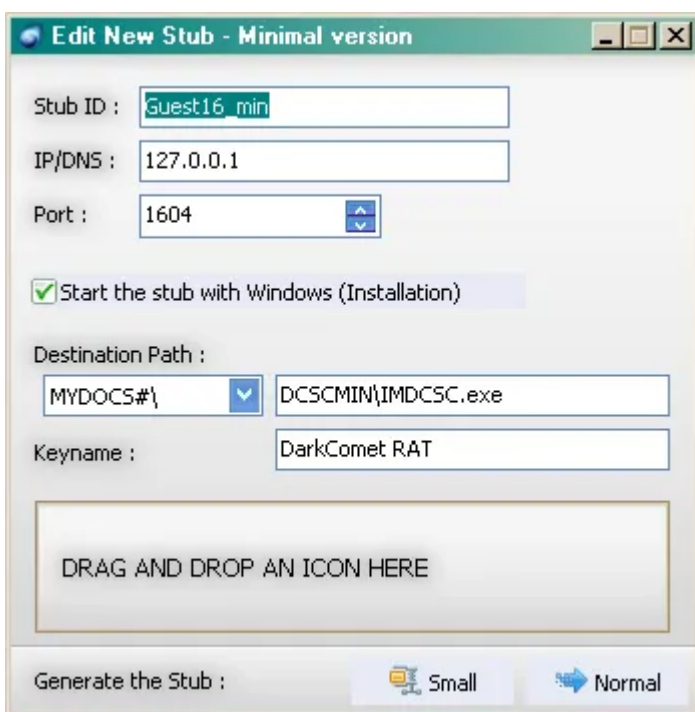 Edit New Stub - Minimal version
Stub ID : Guest16_min
IP/DNS : 127.0.0.1
Port : 1604
Start the stub with Windows (Installation)
Destination Path :
MYDOCS#\ DCSCMIN\IMDCSC.exe
Keyname : DarkComet RAT
DRAG AND DROP AN ICON HERE
Generate the Stub : Small Normal